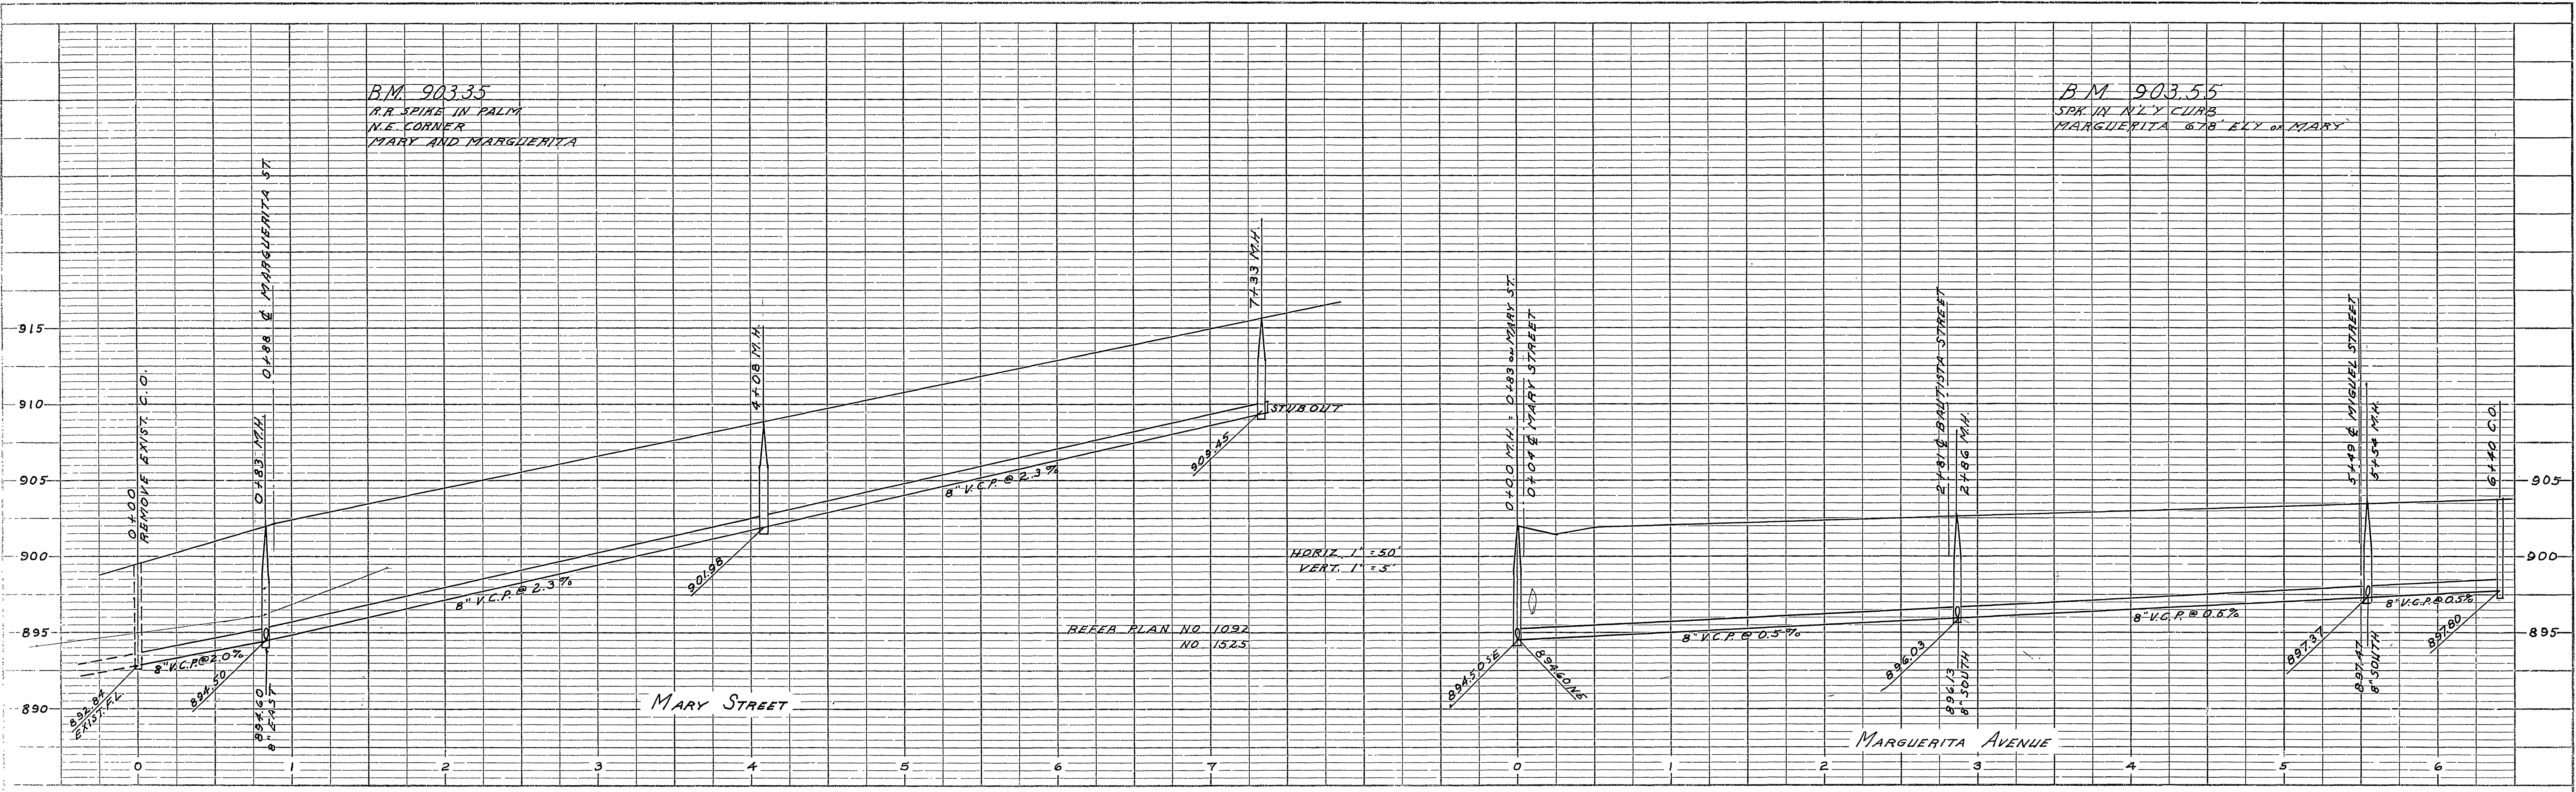 B.M. 903.35
R.R. SPIKE IN PALM
N.E. CORNER
MARY AND MARGUERITA
B M 903.55
SPK. IN N'L'Y CURB
MARGUERITA 678' ELY OF MARY
0+88 ℄ MARGUERITA ST.
0+00
REMOVE EXIST. C.O.
0+83 M.H.
4+08 M.H.
7+33 M.H.
STUB OUT
0+00 M.H. = 0+83 ON MARY ST.
0+04 ℄ MARY STREET
2+81 ℄ BAUTISTA STREET
2+86 M.H.
5+49 ℄ MIGUEL STREET
5+54 M.H.
6+40 C.O.
915
910
905
900
895
890
905
900
895
8" V.C.P. @ 2.0%
8" V.C.P. @ 2.3%
8" V.C.P. @ 2.3%
8" V.C.P. @ 0.5%
8" V.C.P. @ 0.5%
892.84
EXIST. F.L.
894.50
894.60
8" EAST
901.98
909.45
HORIZ. 1" = 50'
VERT. 1" = 5'
REFER PLAN NO. 1092
NO. 1525
894.50 SE
894.60 NE
896.03
896.13
8" SOUTH
897.37
897.47
8" SOUTH
897.80
MARY STREET
MARGUERITA AVENUE
0 1 2 3 4 5 6 7 0 1 2 3 4 5 6